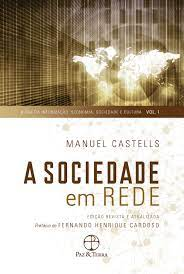 A ERA DA INFORMAÇÃO: ECONOMIA, SOCIEDADE E CULTURA VOL. 1
MANUEL CASTELLS
A SOCIEDADE
em REDE
EDIÇÃO REVISTA E ATUALIZADA
Prefácio de FERNANDO HENRIQUE CARDOSO
PAZ & TERRA